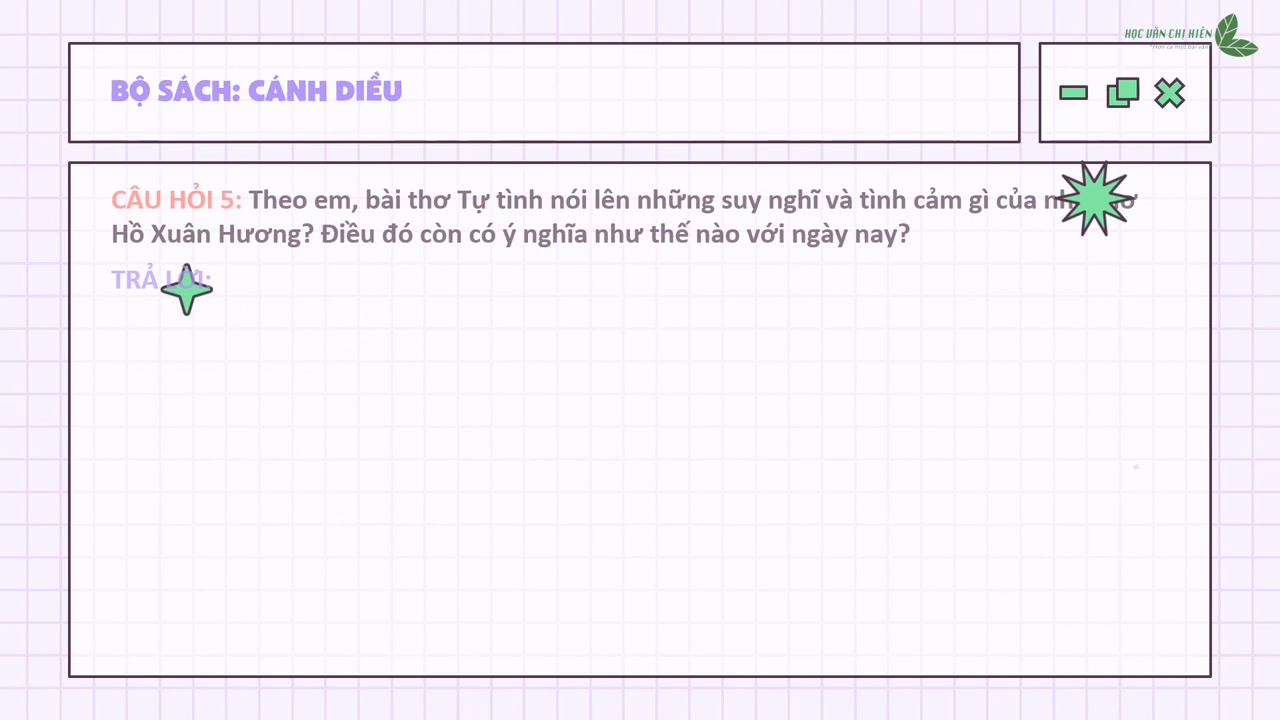 HỌC VĂN CHỊ HIÊN
BỘ SÁCH: CÁNH DIỀU
CÂU HỎI 5: Theo em, bài thơ Tự tình nói lên những suy nghĩ và tình cảm gì của
Hồ Xuân Hương? Điều đó còn có ý nghĩa như thế nào với ngày nay?
TRẢ LỜI: